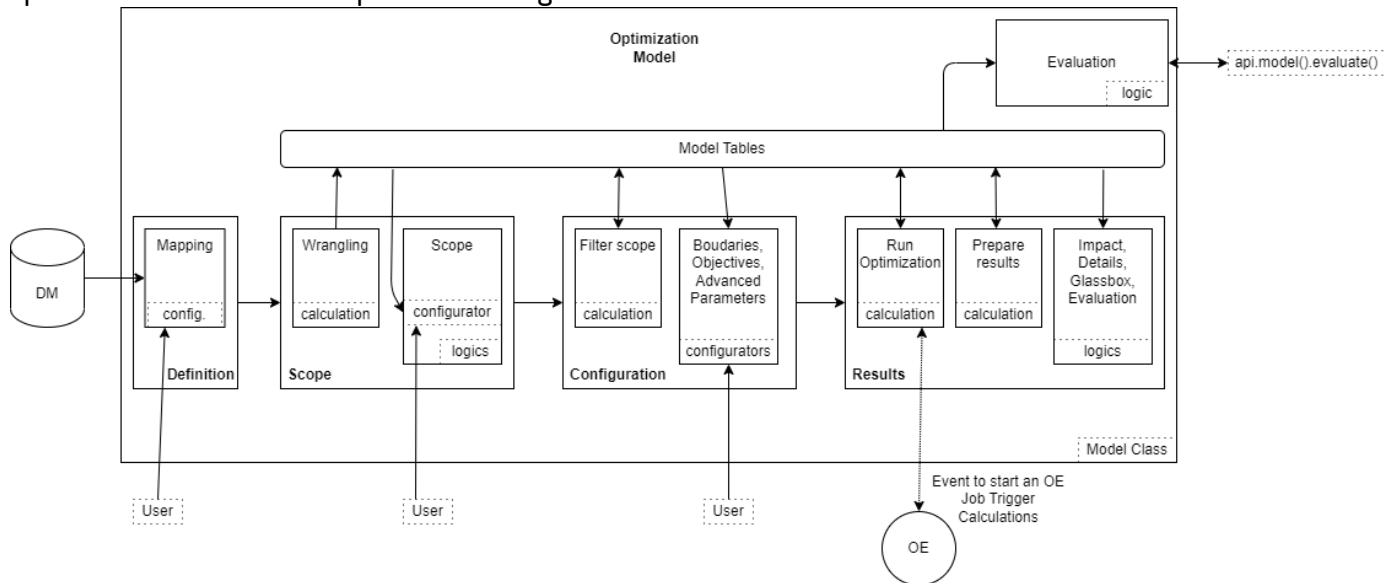 Optimization
Model
Evaluation
logic
api.model().evaluate()
Model Tables
DM
Mapping
config.
Definition
Wrangling
calculation
Scope
configurator
logics
Scope
Filter scope
calculation
Boudaries,
Objectives,
Advanced
Parameters
configurators
Configuration
Run
Optimization
calculation
Prepare
results
calculation
Impact,
Details,
Glassbox,
Evaluation
logics
Results
Model Class
User
User
User
Event to start an OE
Job Trigger
Calculations
OE